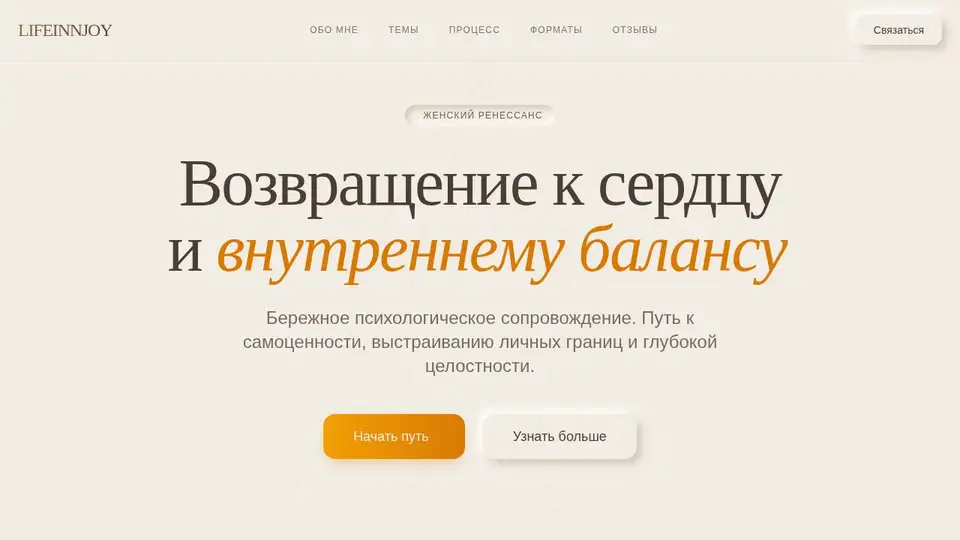 LIFEINNJOY
ОБО МНЕ
ТЕМЫ
ПРОЦЕСС
ФОРМАТЫ
ОТЗЫВЫ
Связаться
ЖЕНСКИЙ РЕНЕССАНС
Возвращение к сердцу
и внутреннему балансу
Бережное психологическое сопровождение. Путь к
самоценности, выстраиванию личных границ и глубокой
целостности.
Начать путь
Узнать больше